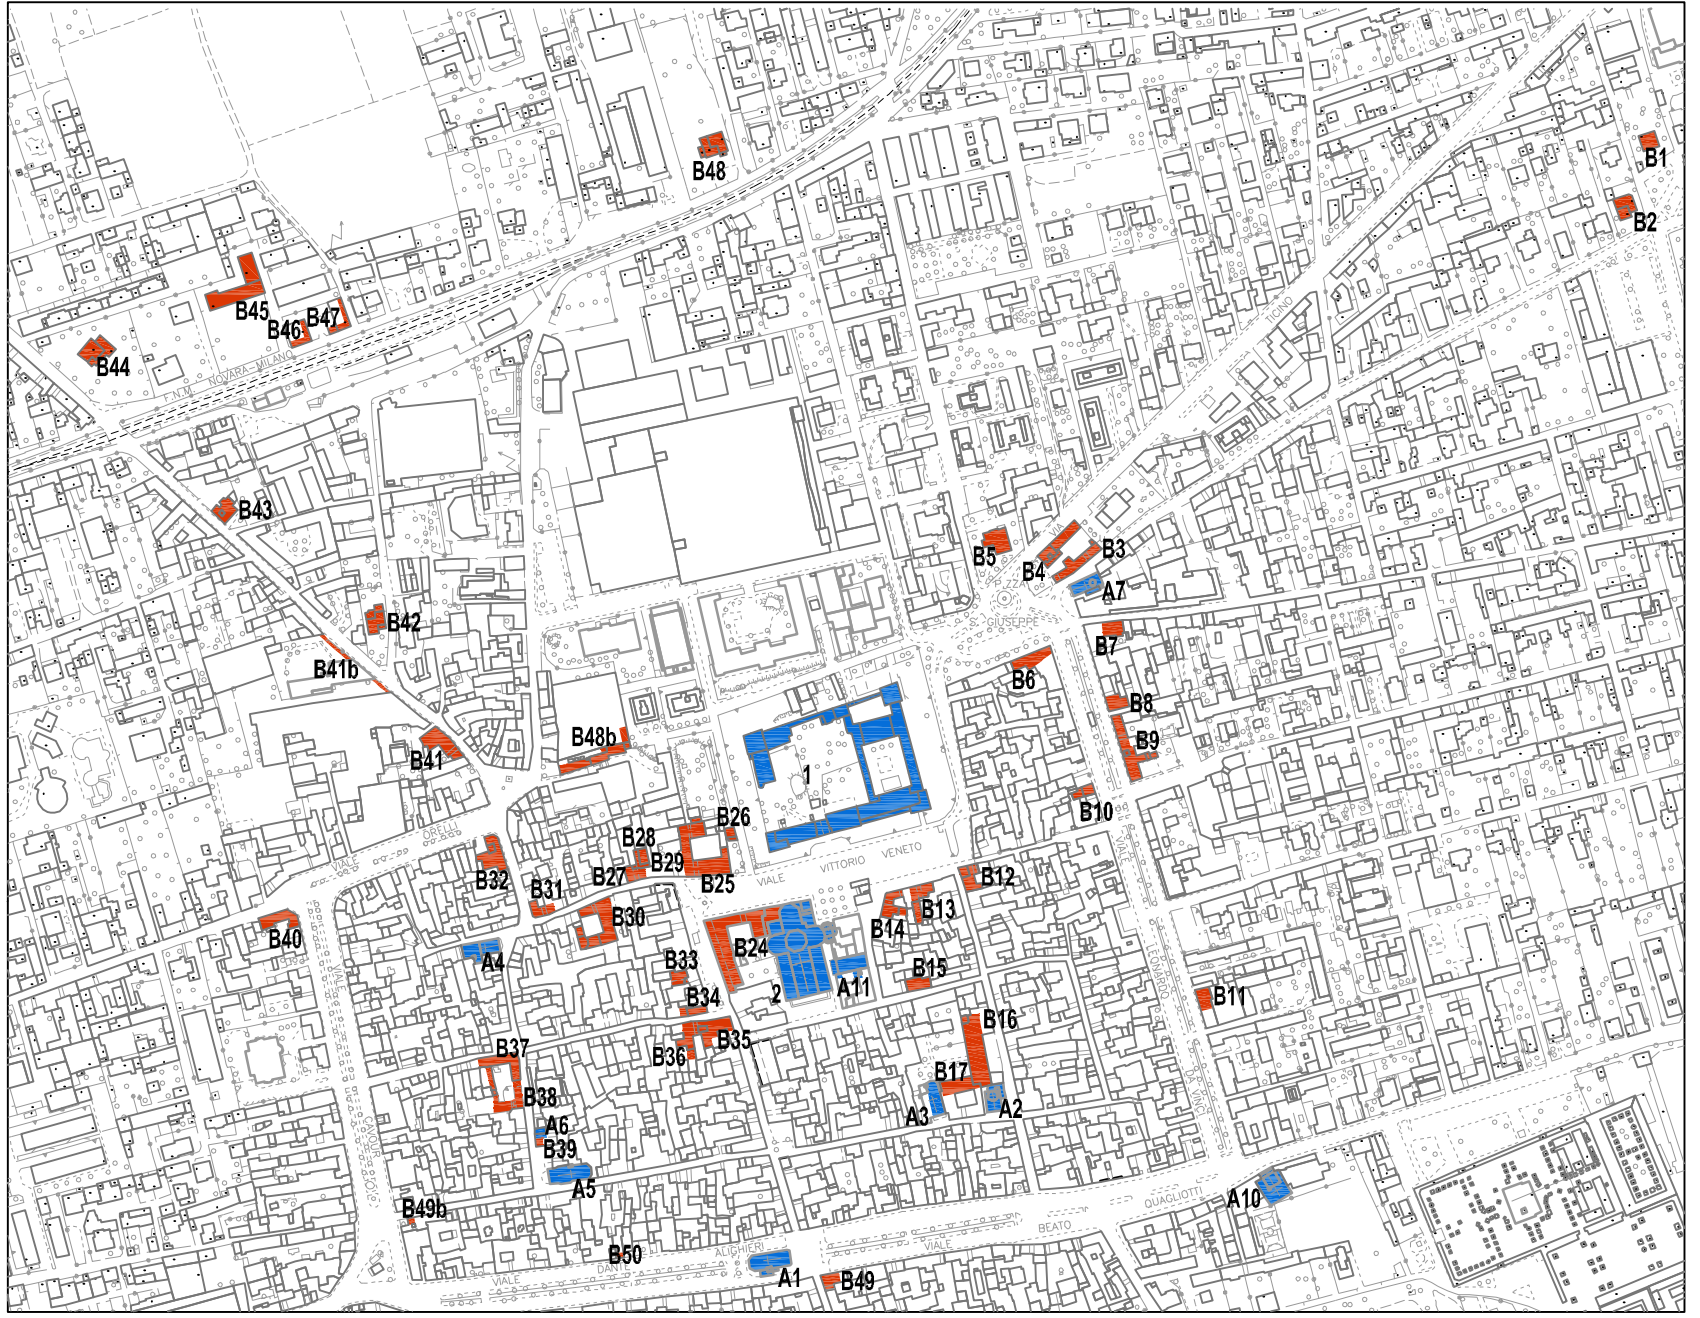 B48
B1
B2
B45
B46
B47
B44
F.N.M. NOVARA-MILANO
TICINO
B43
B5
VIA
B3
B4
A7
P.ZZA
S. GIUSEPPE
B42
B7
B41b
B6
B8
B48b
B9
B41
1
B10
B26
VIALE
ORELLI
B28
B29
B27
B25
VIALE VITTORIO VENETO
VIALE
B32
B31
B12
B30
B13
B14
B40
B24
A4
VIALE
B33
B15
A11
2
LEONARDO
B11
B34
B16
B35
B36
B37
B17
B38
A3
A2
DA VINCI
A6
B39
CAVOUR
A5
A10
QUAGLIOTTI
B49b
BEATO
VIALE
B50
ALIGHIERI
DANTE
VIALE
A1
B49